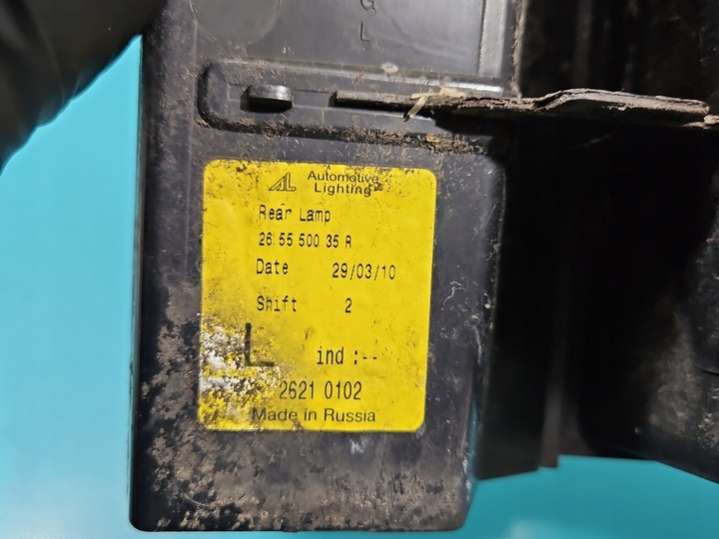 G
L
AL Automotive
Lighting
Rear Lamp
26 55 500 35 R
Date 29/03/10
Shift 2
L ind :--
2621 0102
Made in Russia